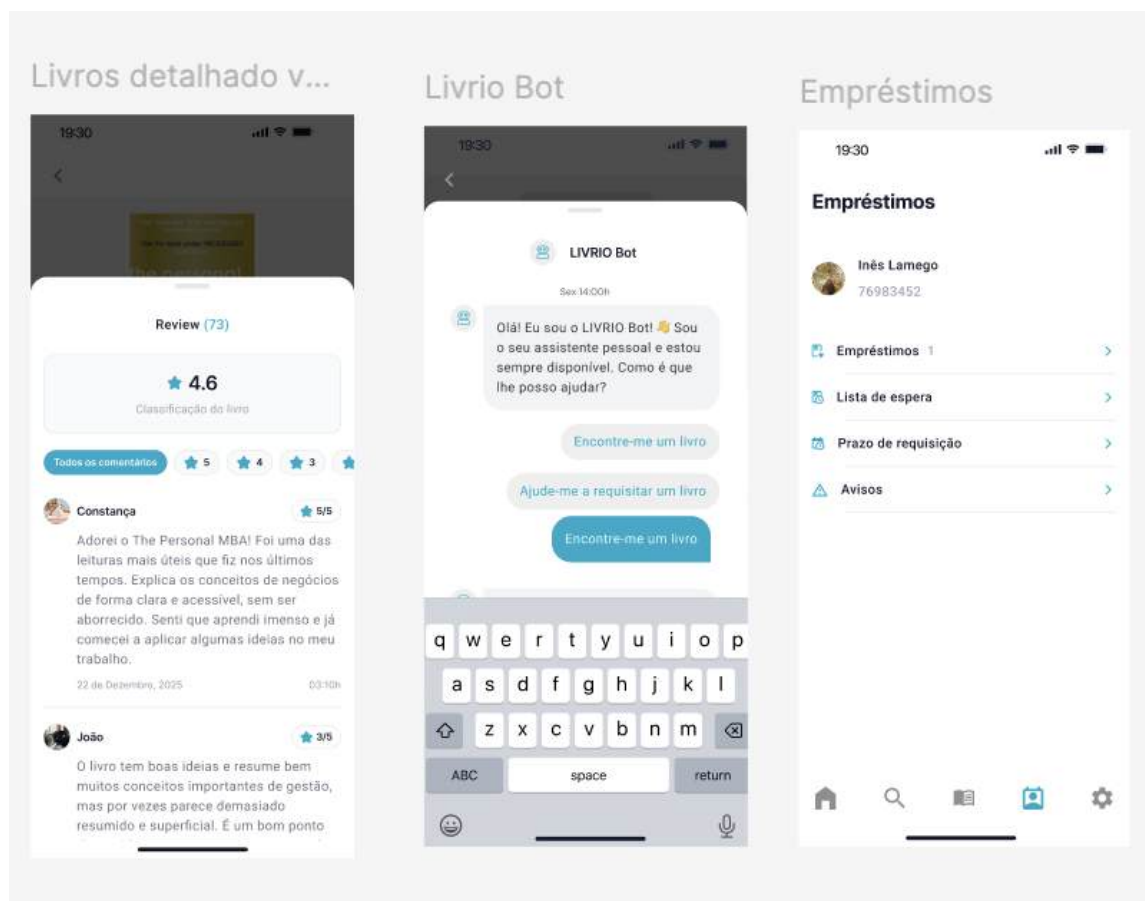 Livros detalhado v...
19:30
Review (73)
4.6
Classificação do livro
Todos os comentários
5
4
3
Constança
5/5
Adorei o The Personal MBA! Foi uma das
leituras mais úteis que fiz nos últimos
tempos. Explica os conceitos de negócios
de forma clara e acessível, sem ser
aborrecido. Senti que aprendi imenso e já
comecei a aplicar algumas ideias no meu
trabalho.
22 de Dezembro, 2025
03:10h
João
3/5
O livro tem boas ideias e resume bem
muitos conceitos importantes de gestão,
mas por vezes parece demasiado
resumido e superficial. É um bom ponto
Livrio Bot
19:30
LIVRIO Bot
Sex 14:00h
Olá! Eu sou o LIVRIO Bot! 👋 Sou
o seu assistente pessoal e estou
sempre disponível. Como é que
lhe posso ajudar?
Encontre-me um livro
Ajude-me a requisitar um livro
Encontre-me um livro
q w e r t y u i o p
a s d f g h j k l
z x c v b n m
ABC space return
Empréstimos
19:30
Empréstimos
Inês Lamego
76983452
Empréstimos 1
Lista de espera
Prazo de requisição
Avisos